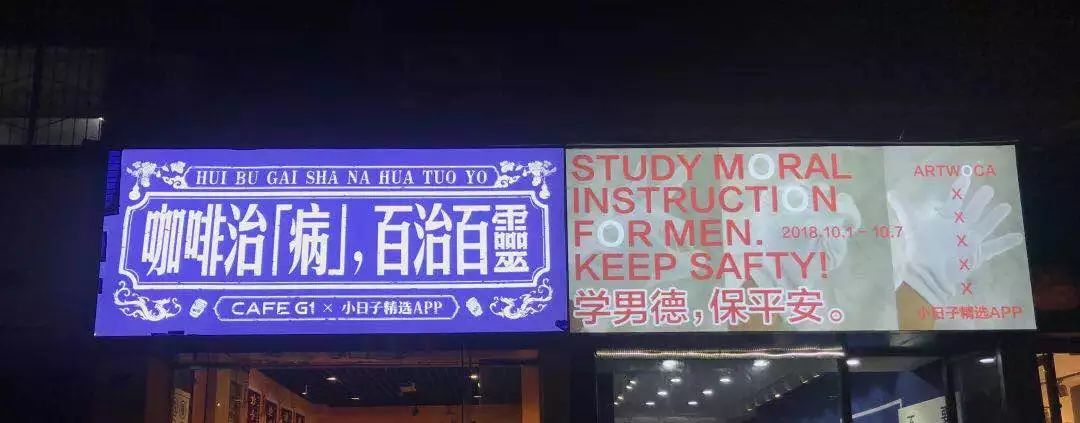 HUI BU GAI SHA NA HUA TUO YO
咖啡治「病」,百治百靈
CAFE G1 × 小日子精选APP
STUDY MORAL
INSTRUCTION
FOR MEN.
2018.10.1 – 10.7
KEEP SAFTY!
学男德,保平安。
ARTWOCA
X
X
X
X
X
小日子精选APP